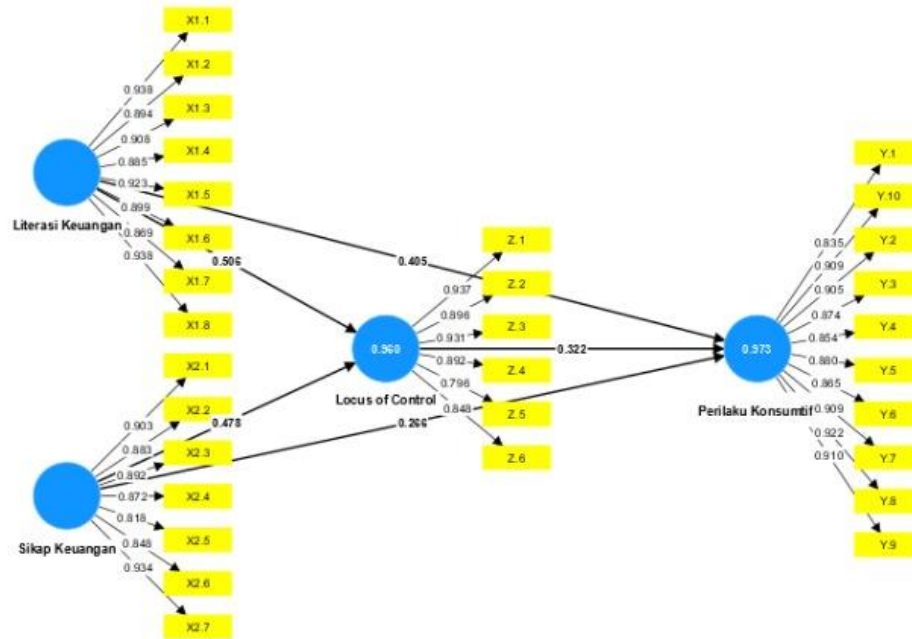 X1.1
X1.2
X1.3
X1.4
X1.5
X1.6
X1.7
X1.8
0.938
0.894
0.908
0.885
0.923
0.899
0.869
0.938
Literasi Keuangan
0.506
0.405
X2.1
X2.2
X2.3
X2.4
X2.5
X2.6
X2.7
0.903
0.883
0.892
0.872
0.818
0.848
0.934
Sikap Keuangan
0.478
0.266
0.960
Locus of Control
0.322
Z.1
Z.2
Z.3
Z.4
Z.5
Z.6
0.937
0.896
0.931
0.892
0.796
0.848
0.973
Perilaku Konsumtif
Y.1
Y.10
Y.2
Y.3
Y.4
Y.5
Y.6
Y.7
Y.8
Y.9
0.835
0.909
0.905
0.874
0.854
0.880
0.865
0.909
0.922
0.910